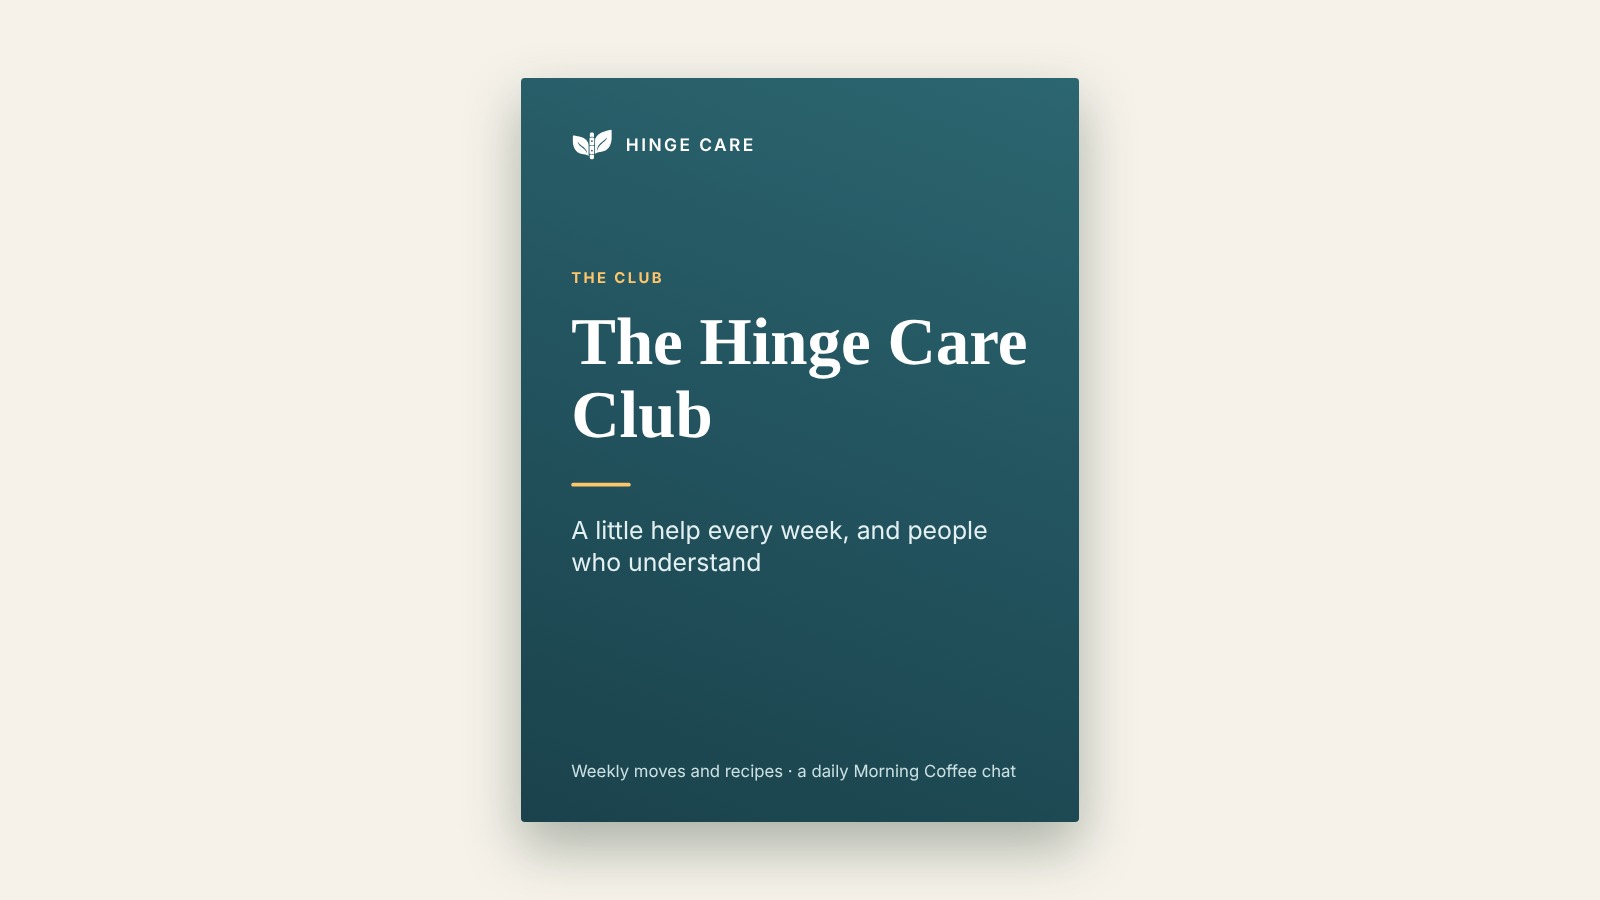 HINGE CARE
THE CLUB
The Hinge Care
Club
A little help every week, and people
who understand
Weekly moves and recipes · a daily Morning Coffee chat